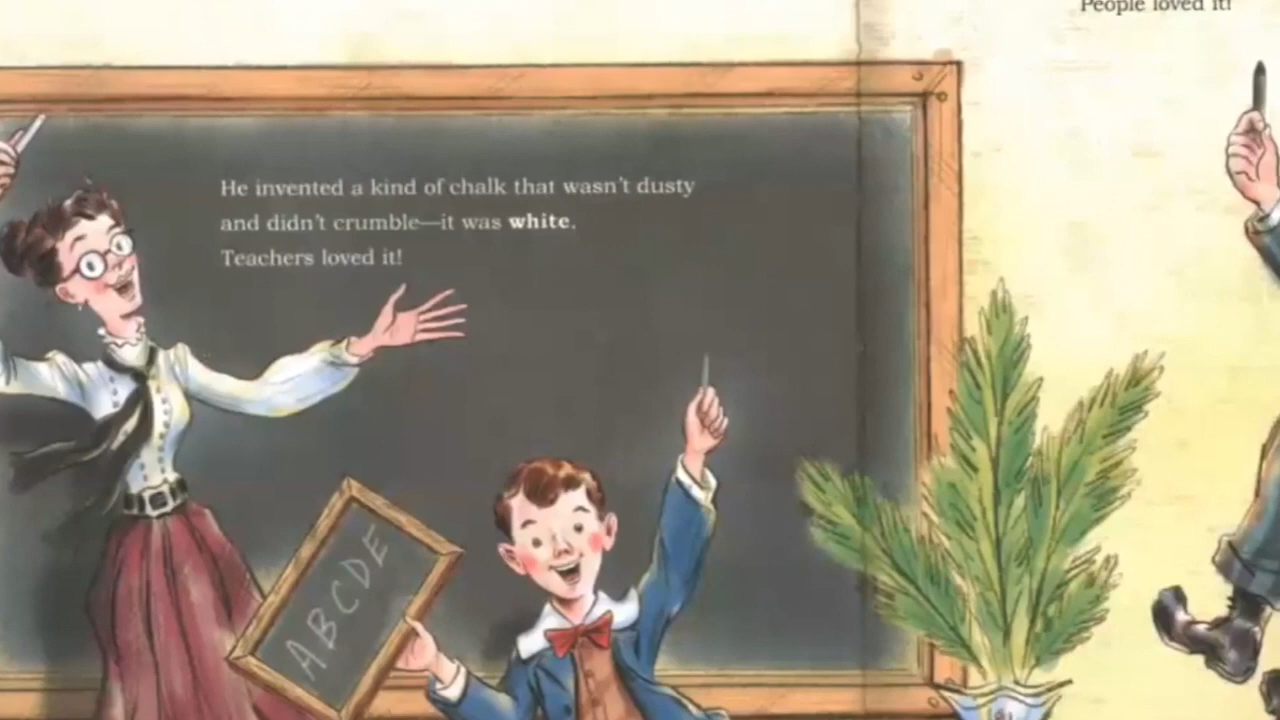 People loved it!
He invented a kind of chalk that wasn't dusty
and didn't crumble—it was white.
Teachers loved it!
ABCDE